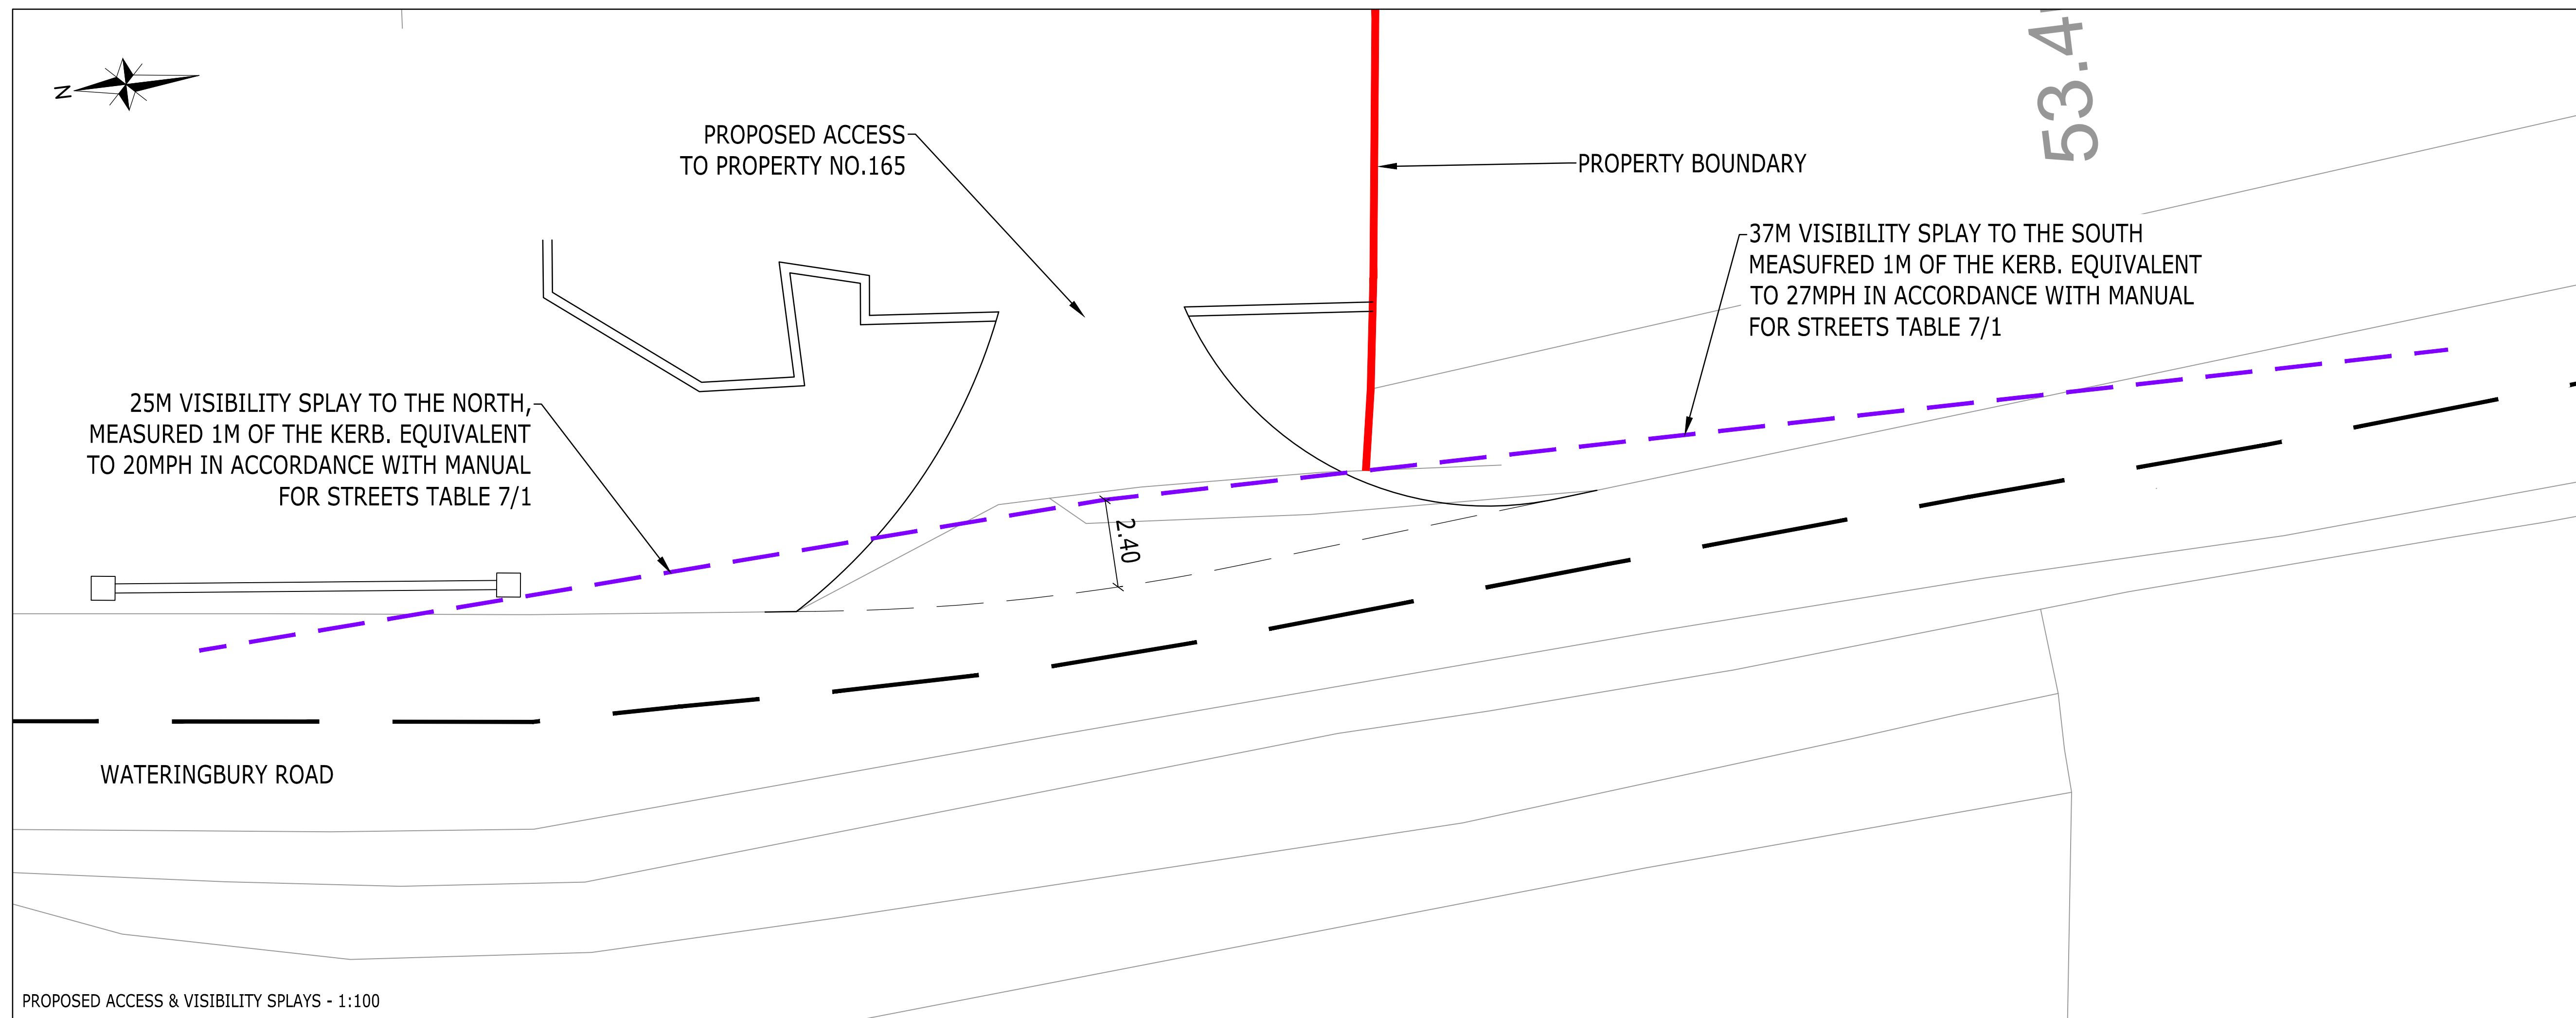 N
53.4
PROPOSED ACCESS
TO PROPERTY NO.165
PROPERTY BOUNDARY
37M VISIBILITY SPLAY TO THE SOUTH
MEASUFRED 1M OF THE KERB. EQUIVALENT
TO 27MPH IN ACCORDANCE WITH MANUAL
FOR STREETS TABLE 7/1
25M VISIBILITY SPLAY TO THE NORTH,
MEASURED 1M OF THE KERB. EQUIVALENT
TO 20MPH IN ACCORDANCE WITH MANUAL
FOR STREETS TABLE 7/1
2.40
WATERINGBURY ROAD
PROPOSED ACCESS & VISIBILITY SPLAYS - 1:100